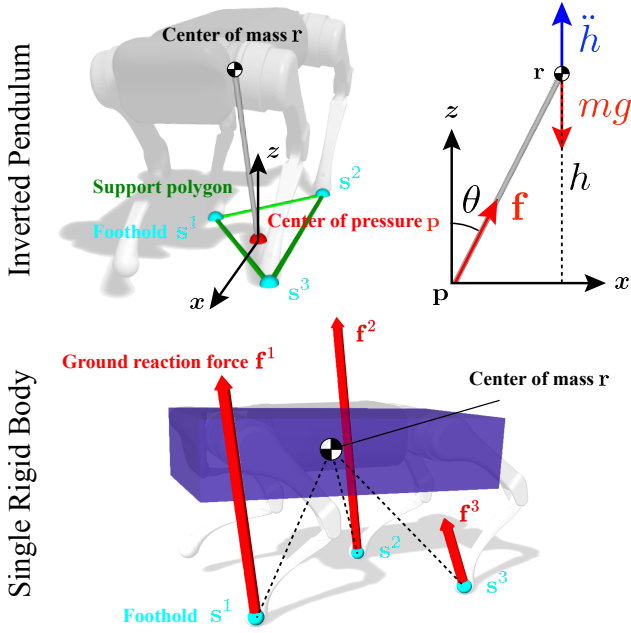 Inverted Pendulum
Center of mass r
z
Support polygon
s²
Foothold s¹
Center of pressure p
x
s³
ḧ
r
mg
z
h
θ
f
p
x
Single Rigid Body
f²
Ground reaction force f¹
Center of mass r
f³
s²
s³
Foothold s¹